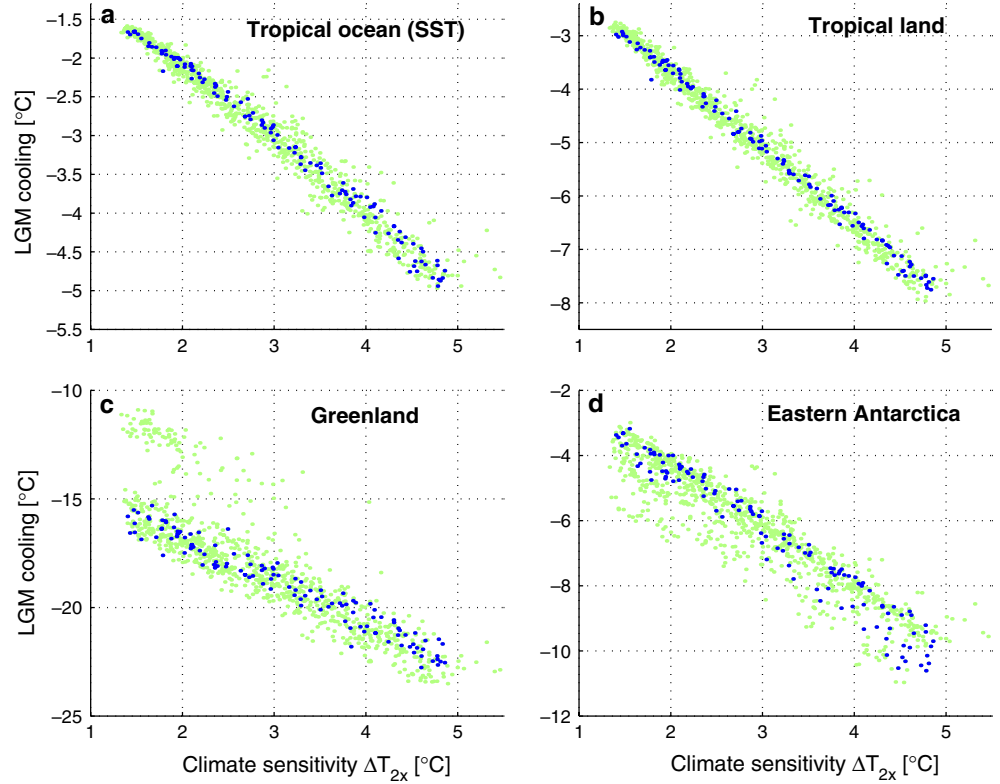 a
Tropical ocean (SST)
LGM cooling [°C]
−1.5
−2
−2.5
−3
−3.5
−4
−4.5
−5
−5.5
1 2 3 4 5
b
Tropical land
−3
−4
−5
−6
−7
−8
1 2 3 4 5
c
Greenland
LGM cooling [°C]
−10
−15
−20
−25
1 2 3 4 5
Climate sensitivity ΔT2x [°C]
d
Eastern Antarctica
−2
−4
−6
−8
−10
−12
1 2 3 4 5
Climate sensitivity ΔT2x [°C]